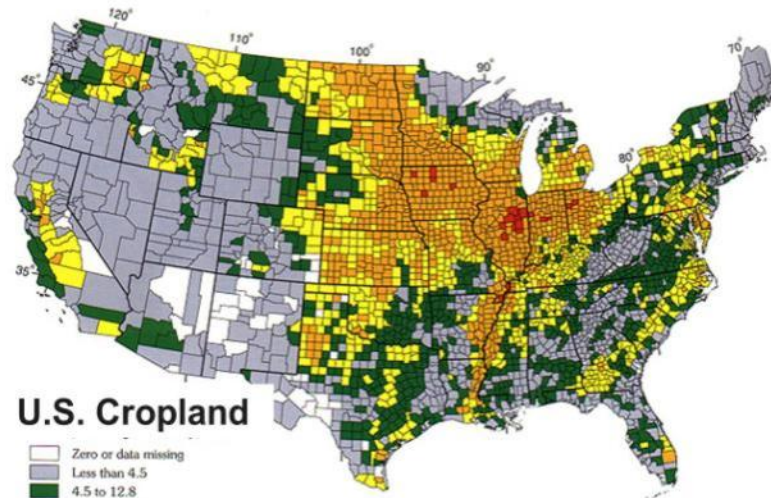 120°
110°
100°
90°
70°
45°
80°
35°
U.S. Cropland
Zero or data missing
Less than 4.5
4.5 to 12.8